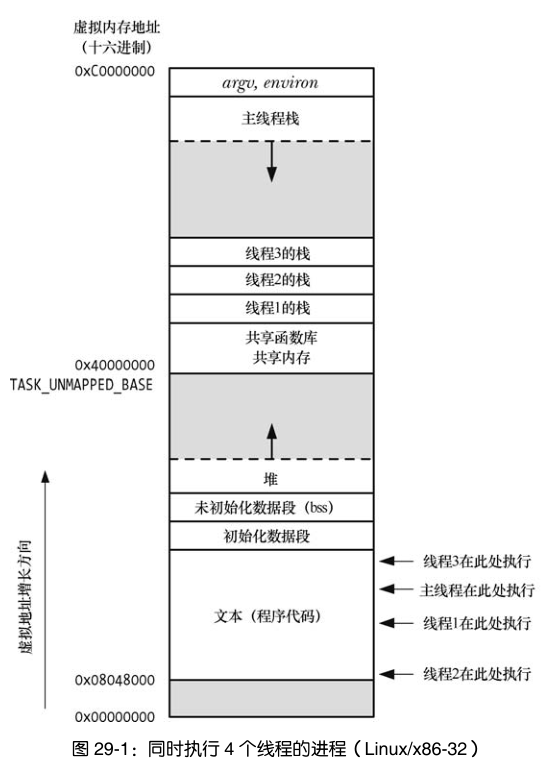 虚拟内存地址
（十六进制）
0xC0000000
argv, environ
主线程栈
线程3的栈
线程2的栈
线程1的栈
共享函数库
共享内存
0x40000000
TASK_UNMAPPED_BASE
堆
未初始化数据段（bss）
初始化数据段
虚拟地址增长方向
文本（程序代码）
线程3在此处执行
主线程在此处执行
线程1在此处执行
线程2在此处执行
0x08048000
0x00000000
图 29-1：同时执行 4 个线程的进程（Linux/x86-32）